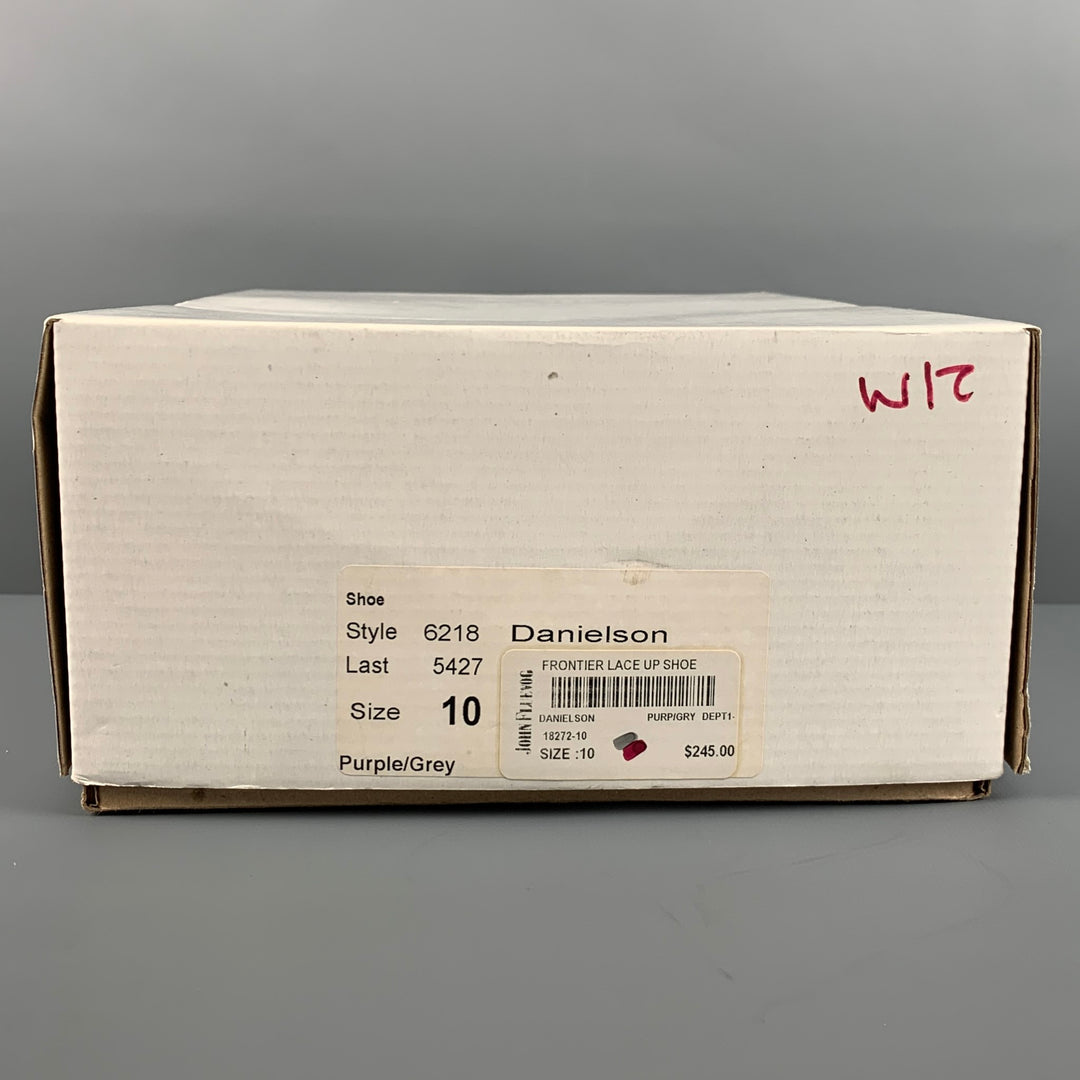 Shoe
Style 6218 Danielson
Last 5427
Size 10
Purple/Grey
JOHN FLUEVOG
FRONTIER LACE UP SHOE
DANIELSON PURP/GRY DEPT1-
18272-10
SIZE :10 $245.00